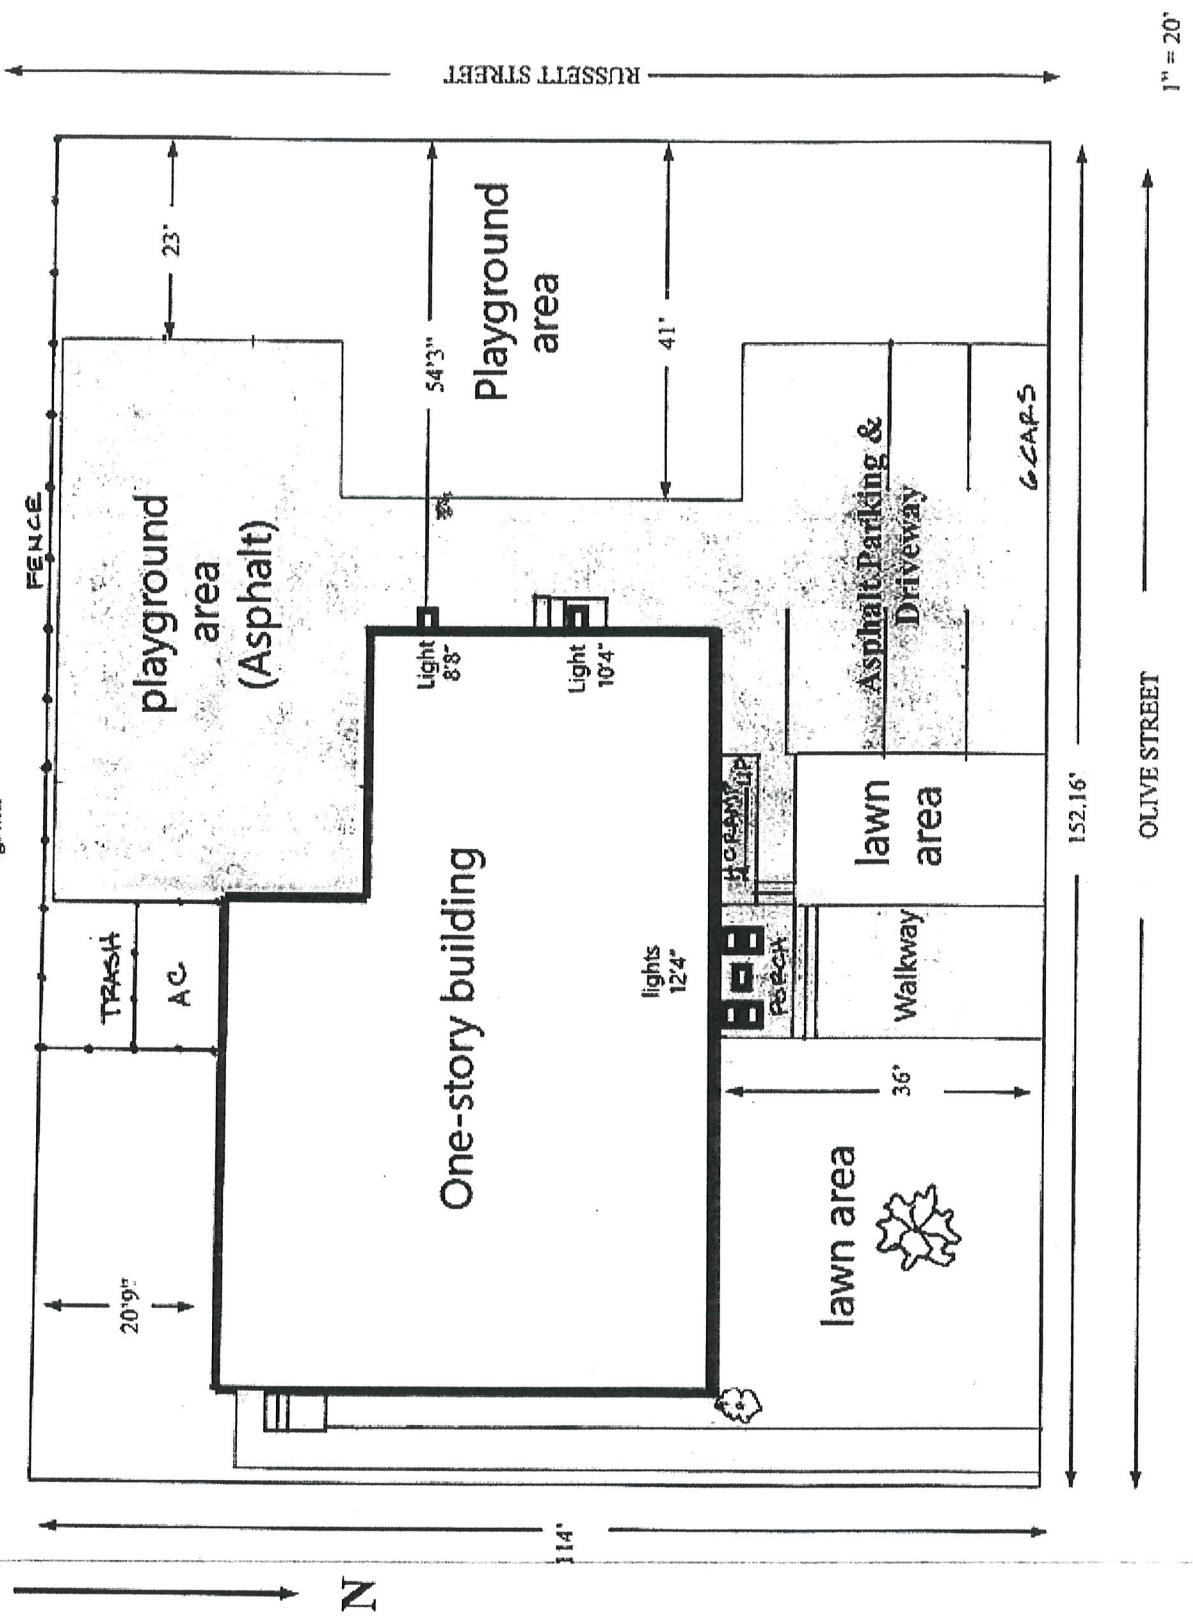 FENCE
playground
area
(Asphalt)
23"
54'3"
Playground
area
41'
RUSSETT STREET
1" = 20'
TRASH
AC
20'9"
One-story building
Light
8'8"
Light
10'4"
lights
12'4"
PORCH
Walkway
lawn
area
36'
lawn area
Asphalt Parking &
Driveway
6 CARS
152.16'
OLIVE STREET
114'
N